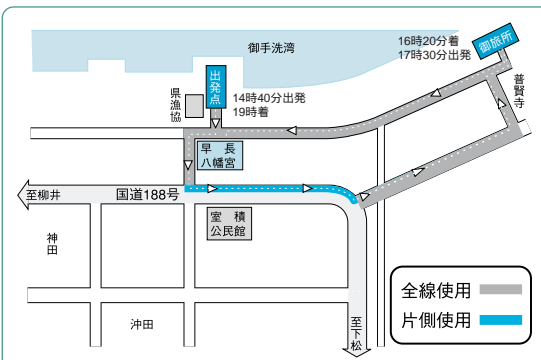 御手洗湾
16時20分着
17時30分出発
御旅所
普賢寺
県漁協
出発点
14時40分出発
19時着
早長
八幡宮
至柳井
国道188号
室積
公民館
神田
沖田
至下松
全線使用
片側使用